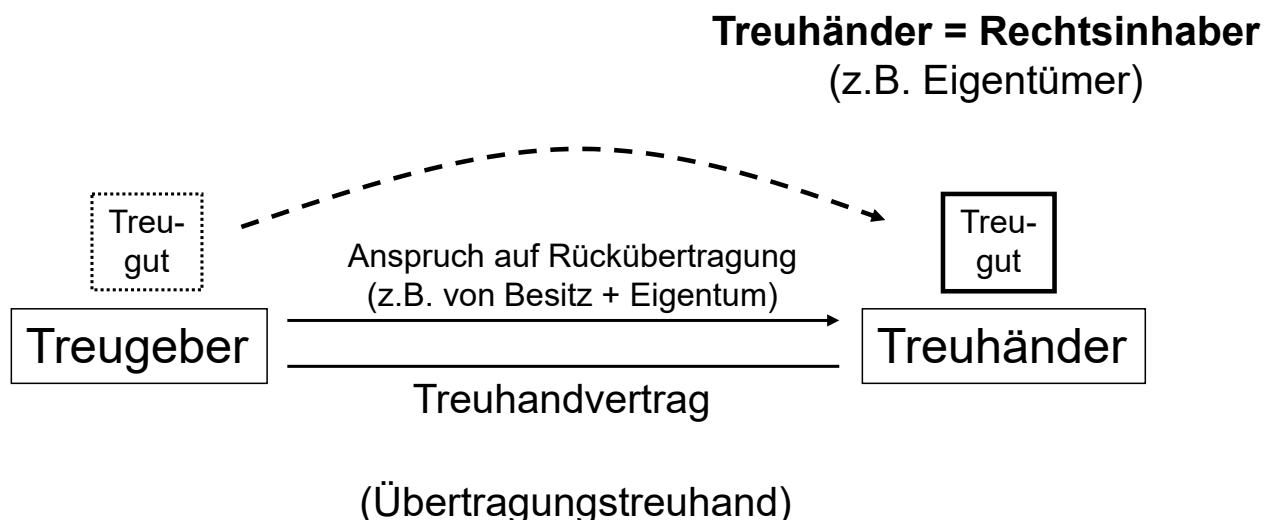 Treuhänder = Rechtsinhaber
(z.B. Eigentümer)
Treu-
gut
Treu-
gut
Anspruch auf Rückübertragung
(z.B. von Besitz + Eigentum)
Treugeber
Treuhänder
Treuhandvertrag
(Übertragungstreuhand)